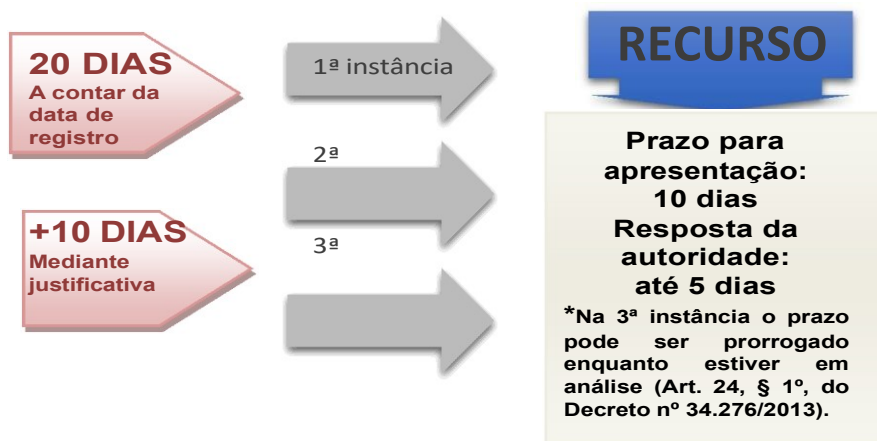 20 DIAS
A contar da
data de
registro
+10 DIAS
Mediante
justificativa
1ª instância
2ª
3ª
RECURSO
Prazo para
apresentação:
10 dias
Resposta da
autoridade:
até 5 dias
*Na 3ª instância o prazo
pode ser prorrogado
enquanto estiver em
análise (Art. 24, § 1º, do
Decreto nº 34.276/2013).